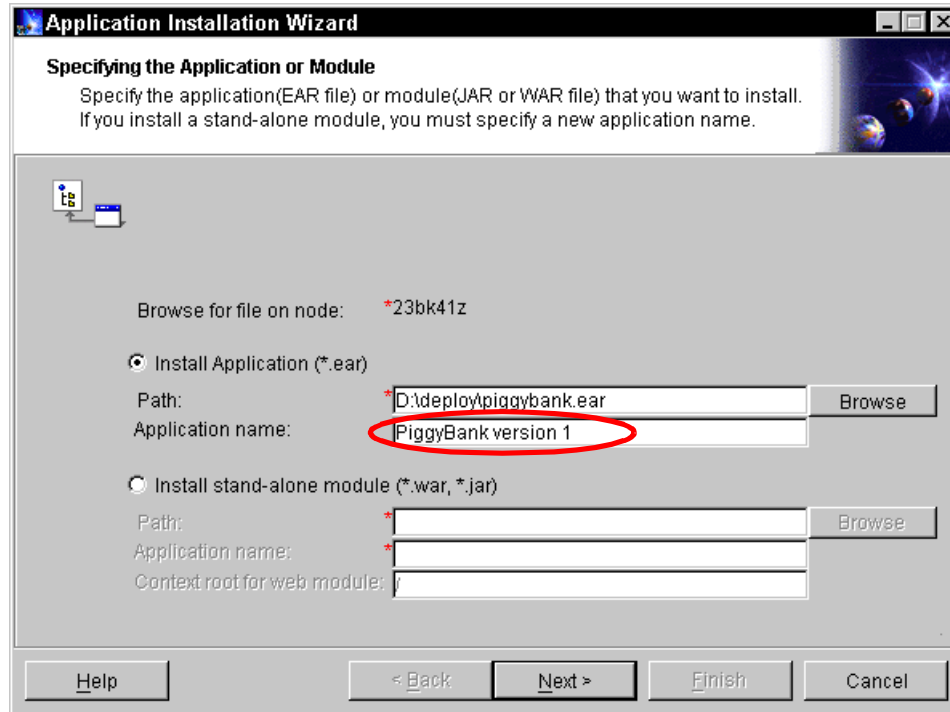 Application Installation Wizard
Specifying the Application or Module
Specify the application(EAR file) or module(JAR or WAR file) that you want to install.
If you install a stand-alone module, you must specify a new application name.
Browse for file on node: *23bk41z
Install Application (*.ear)
Path: *D:\deploy\piggybank.ear Browse
Application name: PiggyBank version 1
Install stand-alone module (*.war, *.jar)
Path: * Browse
Application name: *
Context root for web module: /
Help < Back Next > Finish Cancel